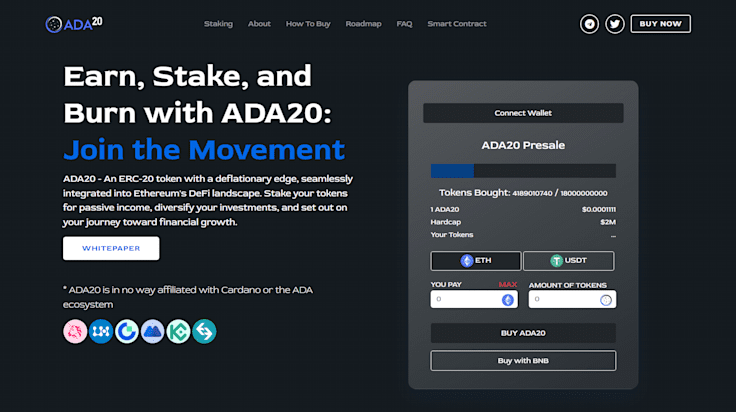 ADA20
Staking About How To Buy Roadmap FAQ Smart Contract
BUY NOW
Earn, Stake, and
Burn with ADA20:
Join the Movement
ADA20 - An ERC-20 token with a deflationary edge, seamlessly
integrated into Ethereum's DeFi landscape. Stake your tokens
for passive income, diversify your investments, and set out on
your journey toward financial growth.
WHITEPAPER
* ADA20 is in no way affiliated with Cardano or the ADA
ecosystem
Connect Wallet
ADA20 Presale
Tokens Bought: 4189010740 / 18000000000
1 ADA20 $0.0001111
Hardcap $2M
Your Tokens ...
ETH USDT
YOU PAY MAX AMOUNT OF TOKENS
0 0
BUY ADA20
Buy with BNB